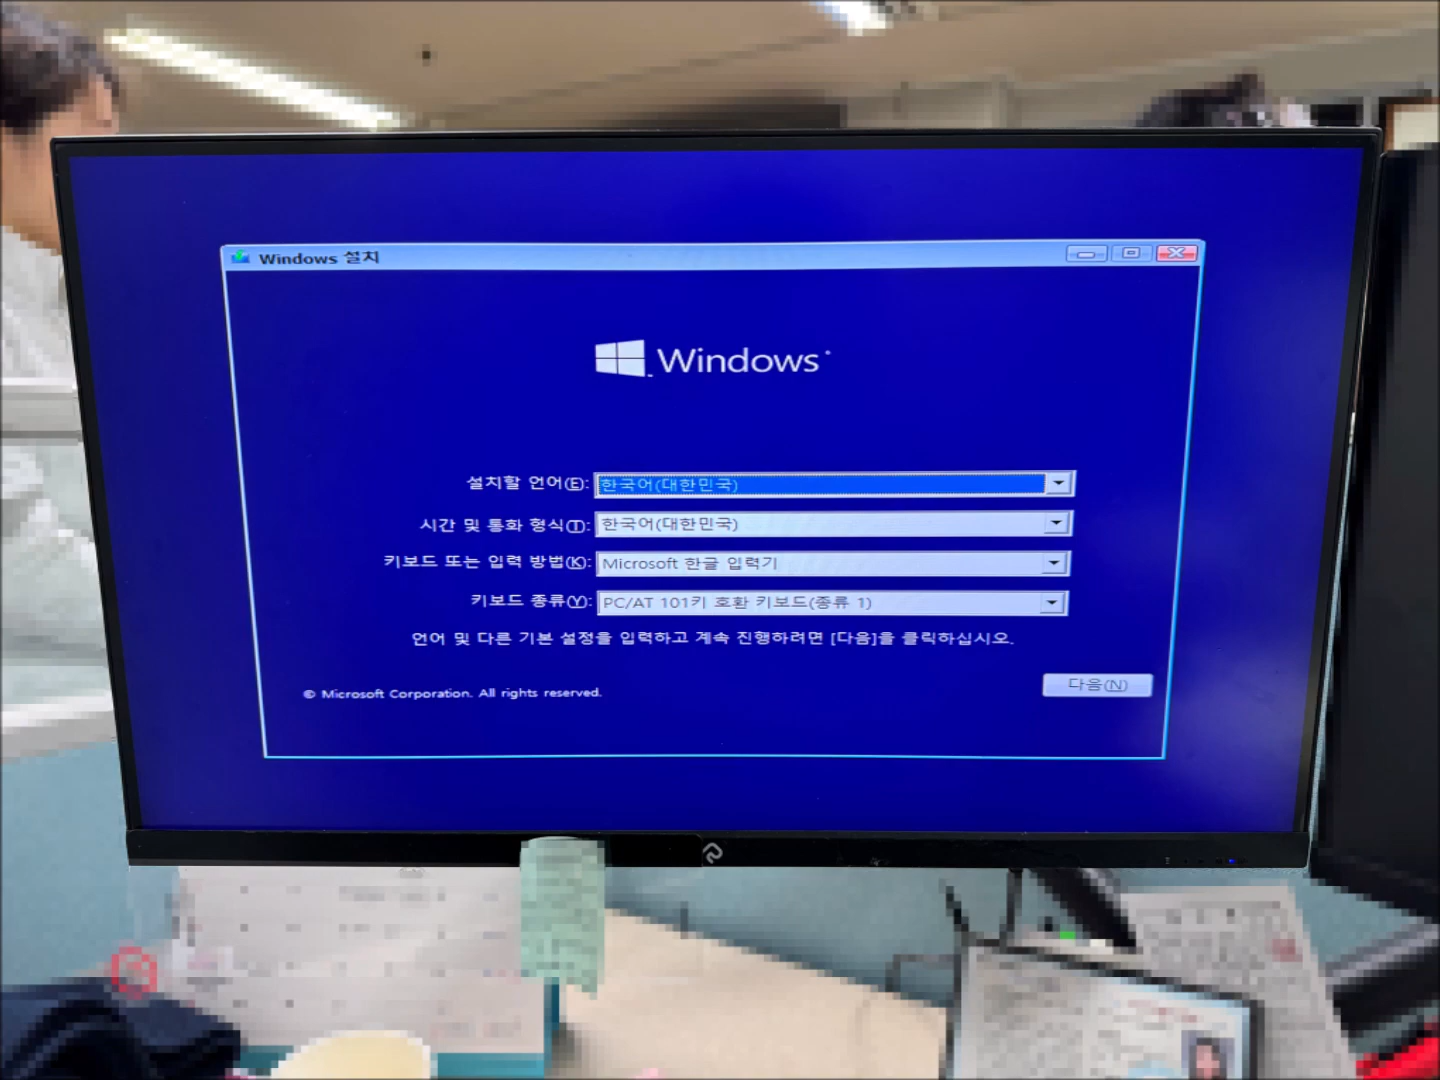 Windows 설치
Windows
설치할 언어(E): 한국어(대한민국)
시간 및 통화 형식(T): 한국어(대한민국)
키보드 또는 입력 방법(K): Microsoft 한글 입력기
키보드 종류(Y): PC/AT 101키 호환 키보드(종류 1)
언어 및 다른 기본 설정을 입력하고 계속 진행하려면 [다음]을 클릭하십시오.
© Microsoft Corporation. All rights reserved.
다음(N)